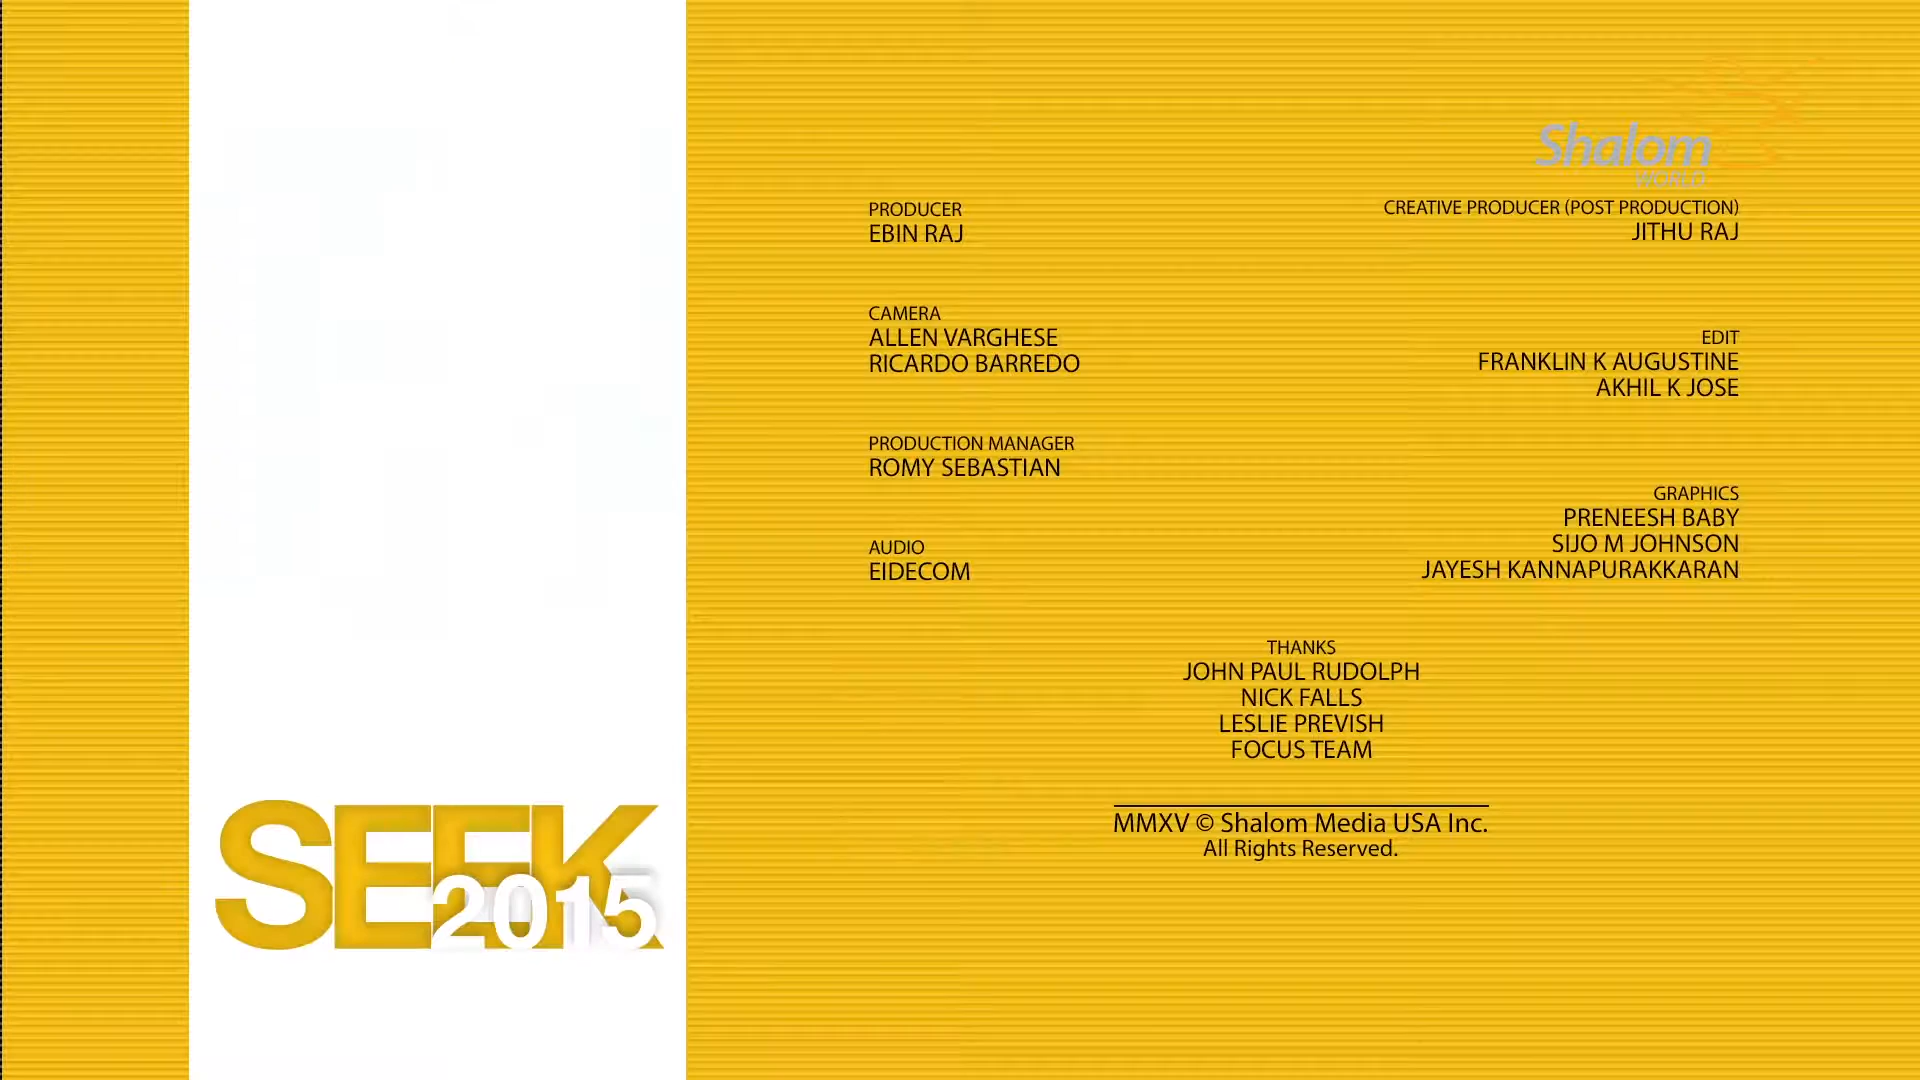 Shalom
WORLD
PRODUCER
EBIN RAJ
CREATIVE PRODUCER (POST PRODUCTION)
JITHU RAJ
CAMERA
ALLEN VARGHESE
RICARDO BARREDO
EDIT
FRANKLIN K AUGUSTINE
AKHIL K JOSE
PRODUCTION MANAGER
ROMY SEBASTIAN
GRAPHICS
PRENEESH BABY
SIJO M JOHNSON
JAYESH KANNAPURAKKARAN
AUDIO
EIDECOM
THANKS
JOHN PAUL RUDOLPH
NICK FALLS
LESLIE PREVISH
FOCUS TEAM
MMXV © Shalom Media USA Inc.
All Rights Reserved.
SEEK
2015